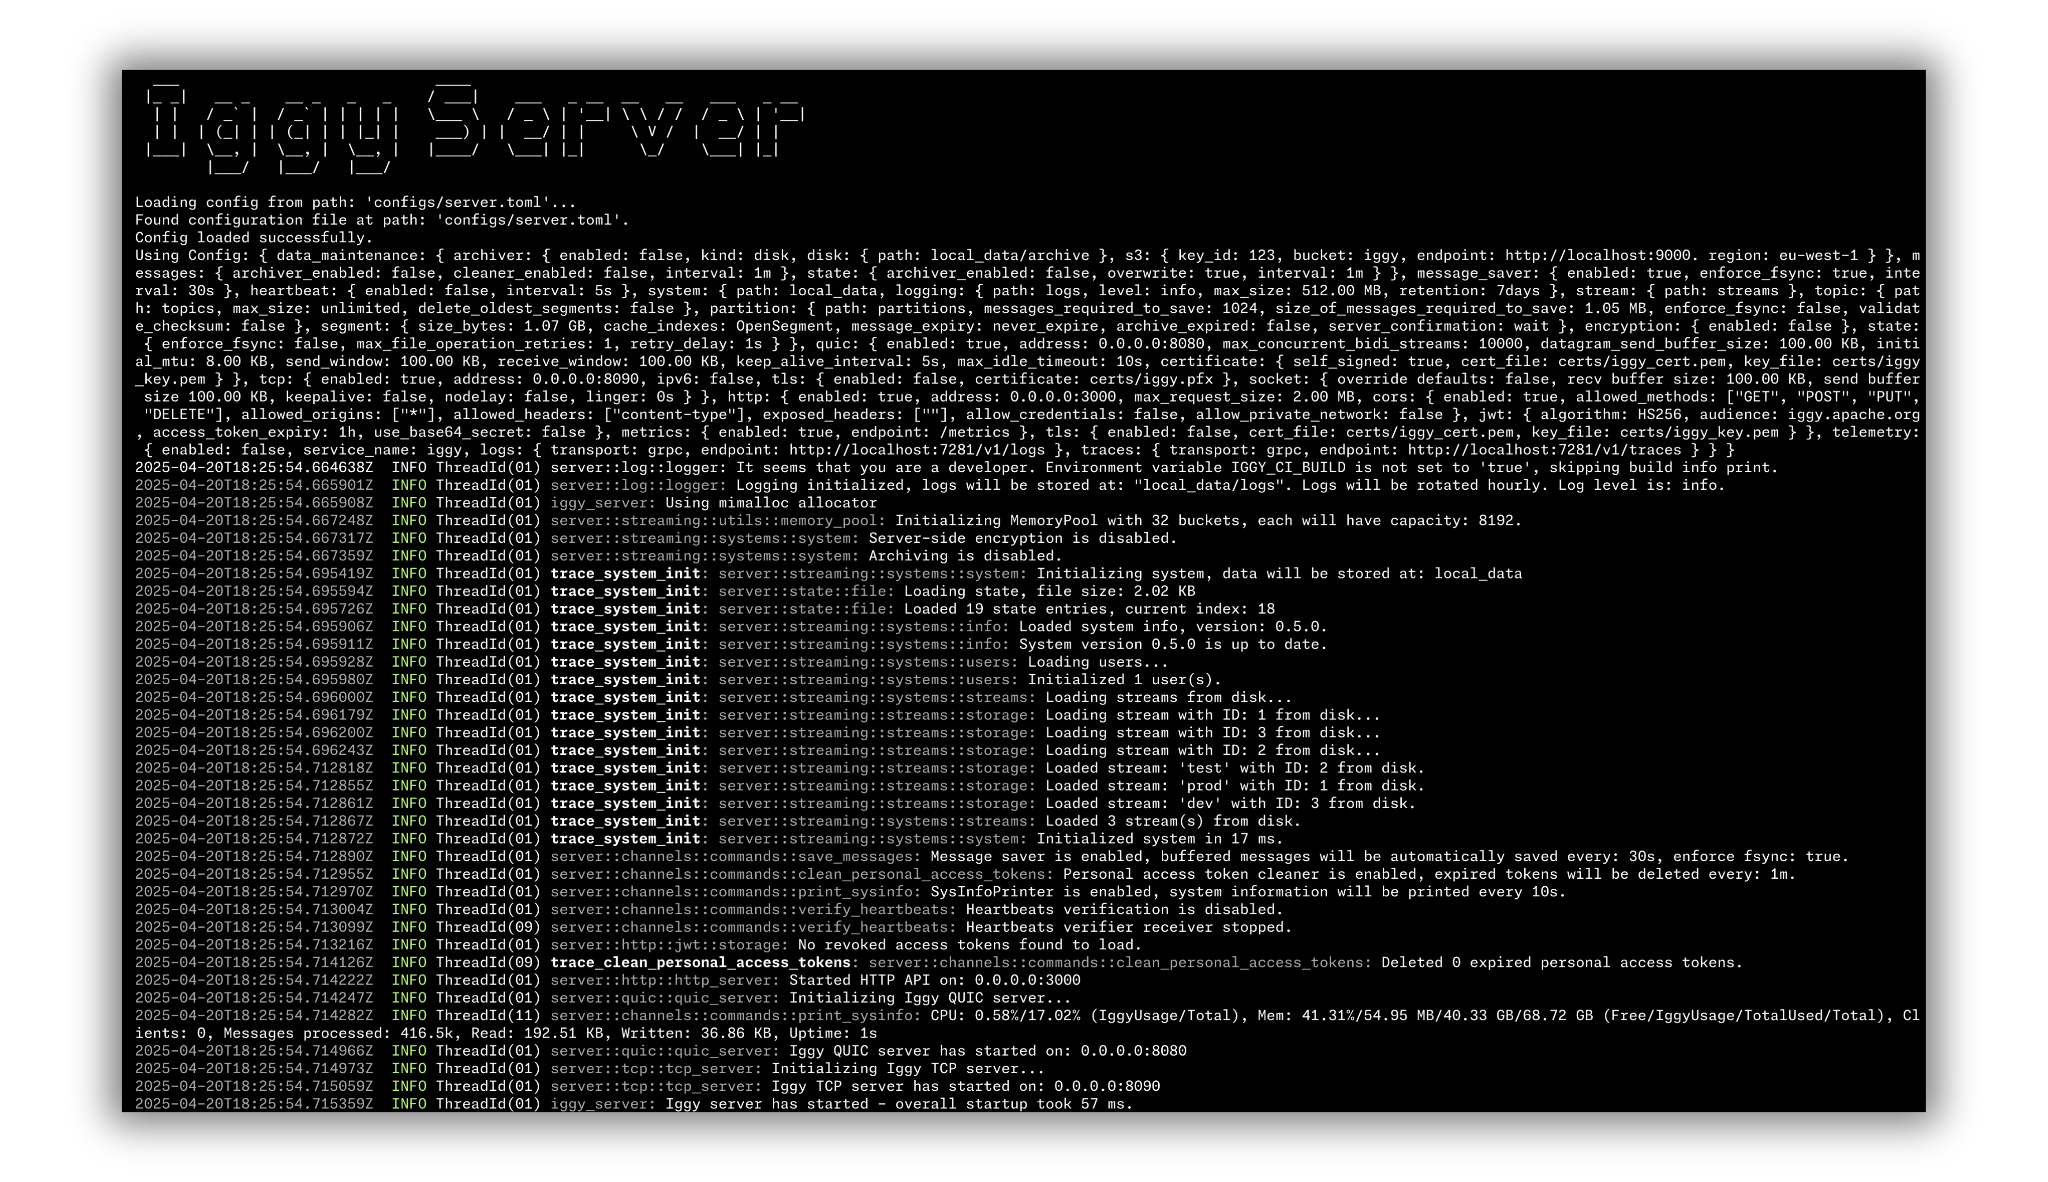 Iggy Server
Loading config from path: 'configs/server.toml'...
Found configuration file at path: 'configs/server.toml'.
Config loaded successfully.
Using Config: { data_maintenance: { archiver: { enabled: false, kind: disk, disk: { path: local_data/archive }, s3: { key_id: 123, bucket: iggy, endpoint: http://localhost:9000. region: eu-west-1 } }, m
essages: { archiver_enabled: false, cleaner_enabled: false, interval: 1m }, state: { archiver_enabled: false, overwrite: true, interval: 1m } }, message_saver: { enabled: true, enforce_fsync: true, inte
rval: 30s }, heartbeat: { enabled: false, interval: 5s }, system: { path: local_data, logging: { path: logs, level: info, max_size: 512.00 MB, retention: 7days }, stream: { path: streams }, topic: { pat
h: topics, max_size: unlimited, delete_oldest_segments: false }, partition: { path: partitions, messages_required_to_save: 1024, size_of_messages_required_to_save: 1.05 MB, enforce_fsync: false, validat
e_checksum: false }, segment: { size_bytes: 1.07 GB, cache_indexes: OpenSegment, message_expiry: never_expire, archive_expired: false, server_confirmation: wait }, encryption: { enabled: false }, state:
 { enforce_fsync: false, max_file_operation_retries: 1, retry_delay: 1s } }, quic: { enabled: true, address: 0.0.0.0:8080, max_concurrent_bidi_streams: 10000, datagram_send_buffer_size: 100.00 KB, initi
al_mtu: 8.00 KB, send_window: 100.00 KB, receive_window: 100.00 KB, keep_alive_interval: 5s, max_idle_timeout: 10s, certificate: { self_signed: true, cert_file: certs/iggy_cert.pem, key_file: certs/iggy
_key.pem } }, tcp: { enabled: true, address: 0.0.0.0:8090, ipv6: false, tls: { enabled: false, certificate: certs/iggy.pfx }, socket: { override defaults: false, recv buffer size: 100.00 KB, send buffer
 size 100.00 KB, keepalive: false, nodelay: false, linger: 0s } }, http: { enabled: true, address: 0.0.0.0:3000, max_request_size: 2.00 MB, cors: { enabled: true, allowed_methods: ["GET", "POST", "PUT",
 "DELETE"], allowed_origins: ["*"], allowed_headers: ["content-type"], exposed_headers: [""], allow_credentials: false, allow_private_network: false }, jwt: { algorithm: HS256, audience: iggy.apache.org
, access_token_expiry: 1h, use_base64_secret: false }, metrics: { enabled: true, endpoint: /metrics }, tls: { enabled: false, cert_file: certs/iggy_cert.pem, key_file: certs/iggy_key.pem } }, telemetry:
 { enabled: false, service_name: iggy, logs: { transport: grpc, endpoint: http://localhost:7281/v1/logs }, traces: { transport: grpc, endpoint: http://localhost:7281/v1/traces } } }
2025-04-20T18:25:54.664638Z  INFO ThreadId(01) server::log::logger: It seems that you are a developer. Environment variable IGGY_CI_BUILD is not set to 'true', skipping build info print.
2025-04-20T18:25:54.665901Z  INFO ThreadId(01) server::log::logger: Logging initialized, logs will be stored at: "local_data/logs". Logs will be rotated hourly. Log level is: info.
2025-04-20T18:25:54.665908Z  INFO ThreadId(01) iggy_server: Using mimalloc allocator
2025-04-20T18:25:54.667248Z  INFO ThreadId(01) server::streaming::utils::memory_pool: Initializing MemoryPool with 32 buckets, each will have capacity: 8192.
2025-04-20T18:25:54.667317Z  INFO ThreadId(01) server::streaming::systems::system: Server-side encryption is disabled.
2025-04-20T18:25:54.667359Z  INFO ThreadId(01) server::streaming::systems::system: Archiving is disabled.
2025-04-20T18:25:54.695419Z  INFO ThreadId(01) trace_system_init: server::streaming::systems::system: Initializing system, data will be stored at: local_data
2025-04-20T18:25:54.695594Z  INFO ThreadId(01) trace_system_init: server::state::file: Loading state, file size: 2.02 KB
2025-04-20T18:25:54.695726Z  INFO ThreadId(01) trace_system_init: server::state::file: Loaded 19 state entries, current index: 18
2025-04-20T18:25:54.695906Z  INFO ThreadId(01) trace_system_init: server::streaming::systems::info: Loaded system info, version: 0.5.0.
2025-04-20T18:25:54.695911Z  INFO ThreadId(01) trace_system_init: server::streaming::systems::info: System version 0.5.0 is up to date.
2025-04-20T18:25:54.695928Z  INFO ThreadId(01) trace_system_init: server::streaming::systems::users: Loading users...
2025-04-20T18:25:54.695980Z  INFO ThreadId(01) trace_system_init: server::streaming::systems::users: Initialized 1 user(s).
2025-04-20T18:25:54.696000Z  INFO ThreadId(01) trace_system_init: server::streaming::systems::streams: Loading streams from disk...
2025-04-20T18:25:54.696179Z  INFO ThreadId(01) trace_system_init: server::streaming::streams::storage: Loading stream with ID: 1 from disk...
2025-04-20T18:25:54.696200Z  INFO ThreadId(01) trace_system_init: server::streaming::streams::storage: Loading stream with ID: 3 from disk...
2025-04-20T18:25:54.696243Z  INFO ThreadId(01) trace_system_init: server::streaming::streams::storage: Loading stream with ID: 2 from disk...
2025-04-20T18:25:54.712818Z  INFO ThreadId(01) trace_system_init: server::streaming::streams::storage: Loaded stream: 'test' with ID: 2 from disk.
2025-04-20T18:25:54.712855Z  INFO ThreadId(01) trace_system_init: server::streaming::streams::storage: Loaded stream: 'prod' with ID: 1 from disk.
2025-04-20T18:25:54.712861Z  INFO ThreadId(01) trace_system_init: server::streaming::streams::storage: Loaded stream: 'dev' with ID: 3 from disk.
2025-04-20T18:25:54.712867Z  INFO ThreadId(01) trace_system_init: server::streaming::systems::streams: Loaded 3 stream(s) from disk.
2025-04-20T18:25:54.712872Z  INFO ThreadId(01) trace_system_init: server::streaming::systems::system: Initialized system in 17 ms.
2025-04-20T18:25:54.712890Z  INFO ThreadId(01) server::channels::commands::save_messages: Message saver is enabled, buffered messages will be automatically saved every: 30s, enforce fsync: true.
2025-04-20T18:25:54.712955Z  INFO ThreadId(01) server::channels::commands::clean_personal_access_tokens: Personal access token cleaner is enabled, expired tokens will be deleted every: 1m.
2025-04-20T18:25:54.712970Z  INFO ThreadId(01) server::channels::commands::print_sysinfo: SysInfoPrinter is enabled, system information will be printed every 10s.
2025-04-20T18:25:54.713004Z  INFO ThreadId(01) server::channels::commands::verify_heartbeats: Heartbeats verification is disabled.
2025-04-20T18:25:54.713099Z  INFO ThreadId(09) server::channels::commands::verify_heartbeats: Heartbeats verifier receiver stopped.
2025-04-20T18:25:54.713216Z  INFO ThreadId(01) server::http::jwt::storage: No revoked access tokens found to load.
2025-04-20T18:25:54.714126Z  INFO ThreadId(09) trace_clean_personal_access_tokens: server::channels::commands::clean_personal_access_tokens: Deleted 0 expired personal access tokens.
2025-04-20T18:25:54.714222Z  INFO ThreadId(01) server::http::http_server: Started HTTP API on: 0.0.0.0:3000
2025-04-20T18:25:54.714247Z  INFO ThreadId(01) server::quic::quic_server: Initializing Iggy QUIC server...
2025-04-20T18:25:54.714282Z  INFO ThreadId(11) server::channels::commands::print_sysinfo: CPU: 0.58%/17.02% (IggyUsage/Total), Mem: 41.31%/54.95 MB/40.33 GB/68.72 GB (Free/IggyUsage/TotalUsed/Total), Cl
ients: 0, Messages processed: 416.5k, Read: 192.51 KB, Written: 36.86 KB, Uptime: 1s
2025-04-20T18:25:54.714966Z  INFO ThreadId(01) server::quic::quic_server: Iggy QUIC server has started on: 0.0.0.0:8080
2025-04-20T18:25:54.714973Z  INFO ThreadId(01) server::tcp::tcp_server: Initializing Iggy TCP server...
2025-04-20T18:25:54.715059Z  INFO ThreadId(01) server::tcp::tcp_server: Iggy TCP server has started on: 0.0.0.0:8090
2025-04-20T18:25:54.715359Z  INFO ThreadId(01) iggy_server: Iggy server has started - overall startup took 57 ms.